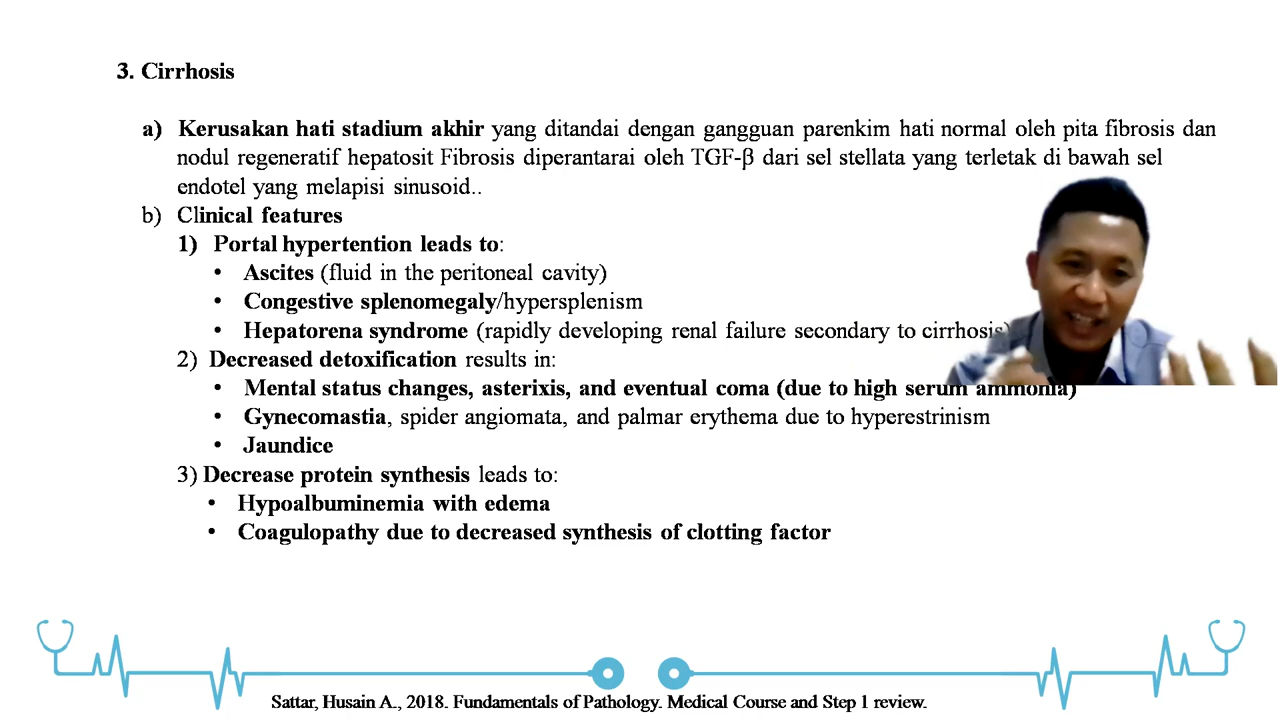 3. Cirrhosis
a) Kerusakan hati stadium akhir yang ditandai dengan gangguan parenkim hati normal oleh pita fibrosis dan
nodul regeneratif hepatosit Fibrosis diperantarai oleh TGF-β dari sel stellata yang terletak di bawah sel
endotel yang melapisi sinusoid..
b) Clinical features
1) Portal hypertention leads to:
• Ascites (fluid in the peritoneal cavity)
• Congestive splenomegaly/hypersplenism
• Hepatorena syndrome (rapidly developing renal failure secondary to cirrhosis)
2) Decreased detoxification results in:
• Mental status changes, asterixis, and eventual coma (due to high serum ammonia)
• Gynecomastia, spider angiomata, and palmar erythema due to hyperestrinism
• Jaundice
3) Decrease protein synthesis leads to:
• Hypoalbuminemia with edema
• Coagulopathy due to decreased synthesis of clotting factor
Sattar, Husain A., 2018. Fundamentals of Pathology. Medical Course and Step 1 review.